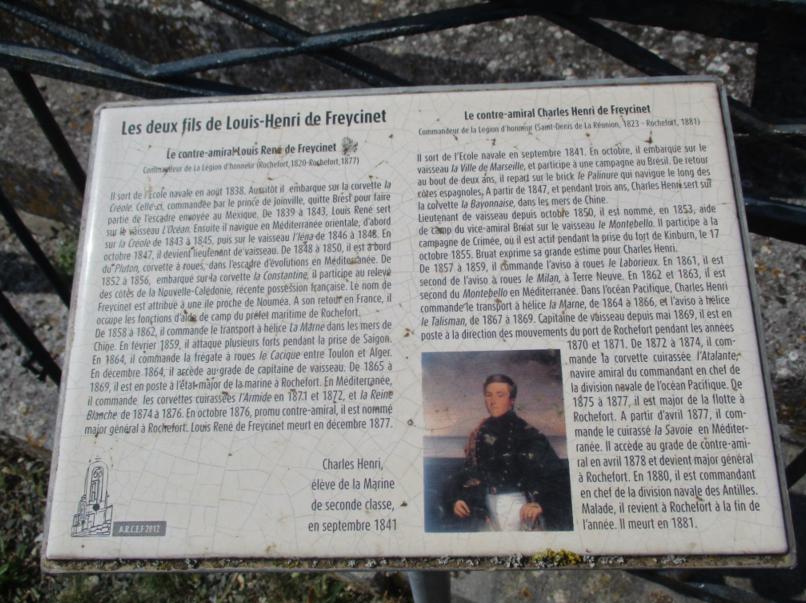 Les deux fils de Louis-Henri de Freycinet
Le contre-amiral Louis René de Freycinet
Commandeur de La Légion d'honneur (Rochefort,1820-Rochefort,1877)
Il sort de l'Ecole navale en août 1838. Aussitôt il embarque sur la corvette la
Créole. Celle-ci, commandée par le prince de Joinville, quitte Brest pour faire
partie de l'escadre envoyée au Mexique. De 1839 à 1843, Louis René sert
sur le vaisseau L'Océan. Ensuite il navigue en Méditerranée orientale, d'abord
sur la Créole de 1843 à 1845, puis sur le vaisseau l'Iéna de 1846 à 1848. En
octobre 1847, il devient lieutenant de vaisseau. De 1848 à 1850, il est à bord
du Pluton, corvette à roues, dans l'escadre d'évolutions en Méditerranée. De
1852 à 1856, embarqué sur la corvette la Constantine, il participe au relevé
des côtes de la Nouvelle-Calédonie, récente possession française. Le nom de
Freycinet est attribué à une île proche de Nouméa. A son retour en France, il
occupe les fonctions d'aide de camp du préfet maritime de Rochefort.
De 1858 à 1862, il commande le transport à hélice La Marne dans les mers de
Chine. En février 1859, il attaque plusieurs forts pendant la prise de Saigon.
En 1864, il commande la frégate à roues le Cacique entre Toulon et Alger.
En décembre 1864, il accède au grade de capitaine de vaisseau. De 1865 à
1869, il est en poste à l'état-major de la marine à Rochefort. En Méditerranée,
il commande les corvettes cuirassées l'Armide en 1871 et 1872, et la Reine
Blanche de 1874 à 1876. En octobre 1876, promu contre-amiral, il est nommé
major général à Rochefort. Louis René de Freycinet meurt en décembre 1877.
Charles Henri,
élève de la Marine
de seconde classe,
en septembre 1841
A.R.C.E.F 2012
Le contre-amiral Charles Henri de Freycinet
Commandeur de la Légion d'honneur (Saint-Denis de La Réunion, 1823 - Rochefort, 1881)
Il sort de l'Ecole navale en septembre 1841. En octobre, il embarque sur le
vaisseau la Ville de Marseille, et participe à une campagne au Brésil. De retour
au bout de deux ans, il repart sur le brick le Palinure qui navigue le long des
côtes espagnoles. A partir de 1847, et pendant trois ans, Charles Henri sert sur
la corvette la Bayonnaise, dans les mers de Chine.
Lieutenant de vaisseau depuis octobre 1850, il est nommé, en 1853, aide
de camp du vice-amiral Bruat sur le vaisseau le Montebello. Il participe à la
campagne de Crimée, où il est actif pendant la prise du fort de Kinburn, le 17
octobre 1855. Bruat exprime sa grande estime pour Charles Henri.
De 1857 à 1859, il commande l'aviso à roues le Laborieux. En 1861, il est
second de l'aviso à roues le Milan, à Terre Neuve. En 1862 et 1863, il est
second du Montebello en Méditerranée. Dans l'océan Pacifique, Charles Henri
commande le transport à hélice la Marne, de 1864 à 1866, et l'aviso à hélice
le Talisman, de 1867 à 1869. Capitaine de vaisseau depuis mai 1869, il est en
poste à la direction des mouvements du port de Rochefort pendant les années
1870 et 1871. De 1872 à 1874, il com-
mande la corvette cuirassée l'Atalante,
navire amiral du commandant en chef de
la division navale de l'océan Pacifique. De
1875 à 1877, il est major de la flotte à
Rochefort. A partir d'avril 1877, il com-
mande le cuirassé la Savoie en Méditer-
ranée. Il accède au grade de contre-ami-
ral en avril 1878 et devient major général
à Rochefort. En 1880, il est commandant
en chef de la division navale des Antilles.
Malade, il revient à Rochefort à la fin de
l'année. Il meurt en 1881.